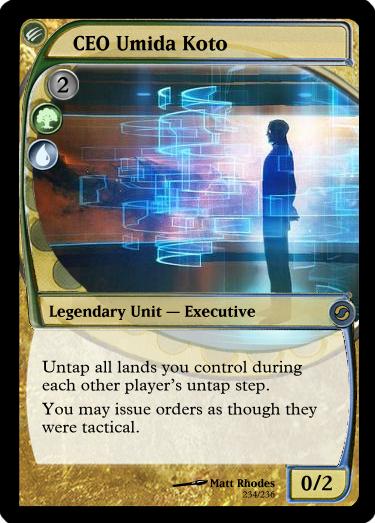 CEO Umida Koto
2
Legendary Unit — Executive
Untap all lands you control during
each other player's untap step.
You may issue orders as though they
were tactical.
Matt Rhodes
234/236
0/2